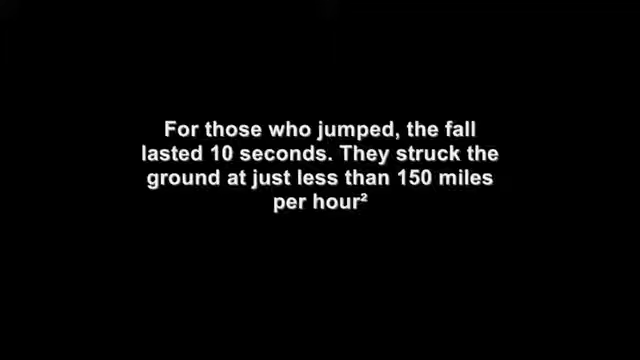 For those who jumped, the fall
lasted 10 seconds. They struck the
ground at just less than 150 miles
per hour²